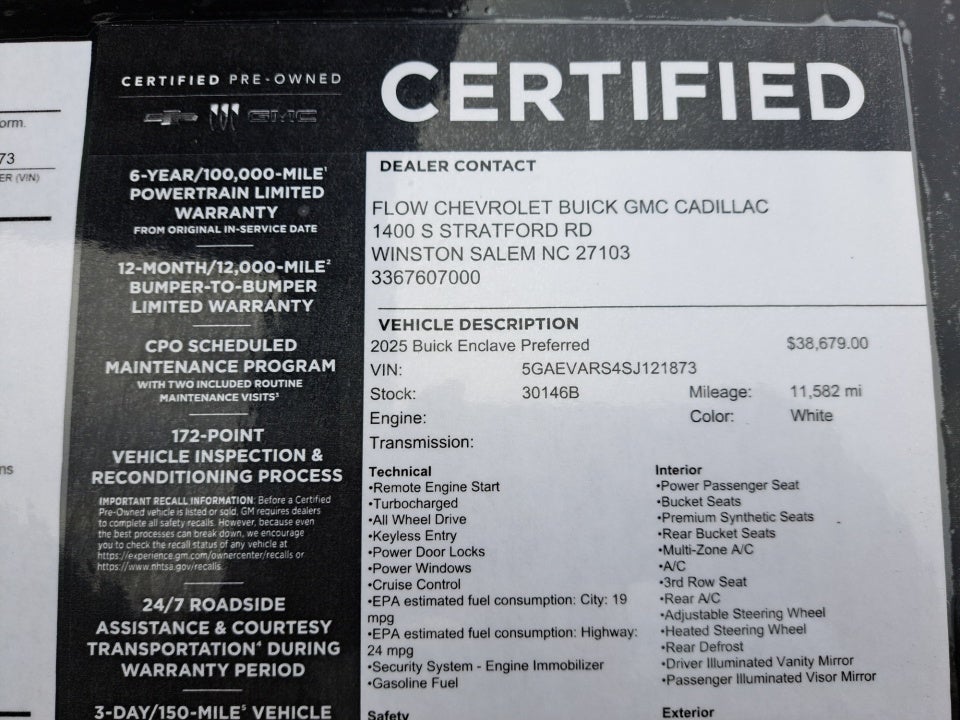 orm.
73
ER (VIN)
ns
CERTIFIED PRE-OWNED
GMC
6-YEAR/100,000-MILE¹
POWERTRAIN LIMITED
WARRANTY
FROM ORIGINAL IN-SERVICE DATE
12-MONTH/12,000-MILE²
BUMPER-TO-BUMPER
LIMITED WARRANTY
CPO SCHEDULED
MAINTENANCE PROGRAM
WITH TWO INCLUDED ROUTINE
MAINTENANCE VISITS³
172-POINT
VEHICLE INSPECTION &
RECONDITIONING PROCESS
IMPORTANT RECALL INFORMATION: Before a Certified
Pre-Owned vehicle is listed or sold, GM requires dealers
to complete all safety recalls. However, because even
the best processes can break down, we encourage
you to check the recall status of any vehicle at
https://experience.gm.com/ownercenter/recalls or
https://www.nhtsa.gov/recalls.
24/7 ROADSIDE
ASSISTANCE & COURTESY
TRANSPORTATION⁴ DURING
WARRANTY PERIOD
3-DAY/150-MILE⁵ VEHICLE
CERTIFIED
DEALER CONTACT
FLOW CHEVROLET BUICK GMC CADILLAC
1400 S STRATFORD RD
WINSTON SALEM NC 27103
3367607000
VEHICLE DESCRIPTION
2025 Buick Enclave Preferred $38,679.00
VIN: 5GAEVARS4SJ121873
Stock: 30146B Mileage: 11,582 mi
Engine: Color: White
Transmission:
Technical
•Remote Engine Start
•Turbocharged
•All Wheel Drive
•Keyless Entry
•Power Door Locks
•Power Windows
•Cruise Control
•EPA estimated fuel consumption: City: 19
mpg
•EPA estimated fuel consumption: Highway:
24 mpg
•Security System - Engine Immobilizer
•Gasoline Fuel
Safety
Interior
•Power Passenger Seat
•Bucket Seats
•Premium Synthetic Seats
•Rear Bucket Seats
•Multi-Zone A/C
•A/C
•3rd Row Seat
•Rear A/C
•Adjustable Steering Wheel
•Heated Steering Wheel
•Rear Defrost
•Driver Illuminated Vanity Mirror
•Passenger Illuminated Visor Mirror
Exterior